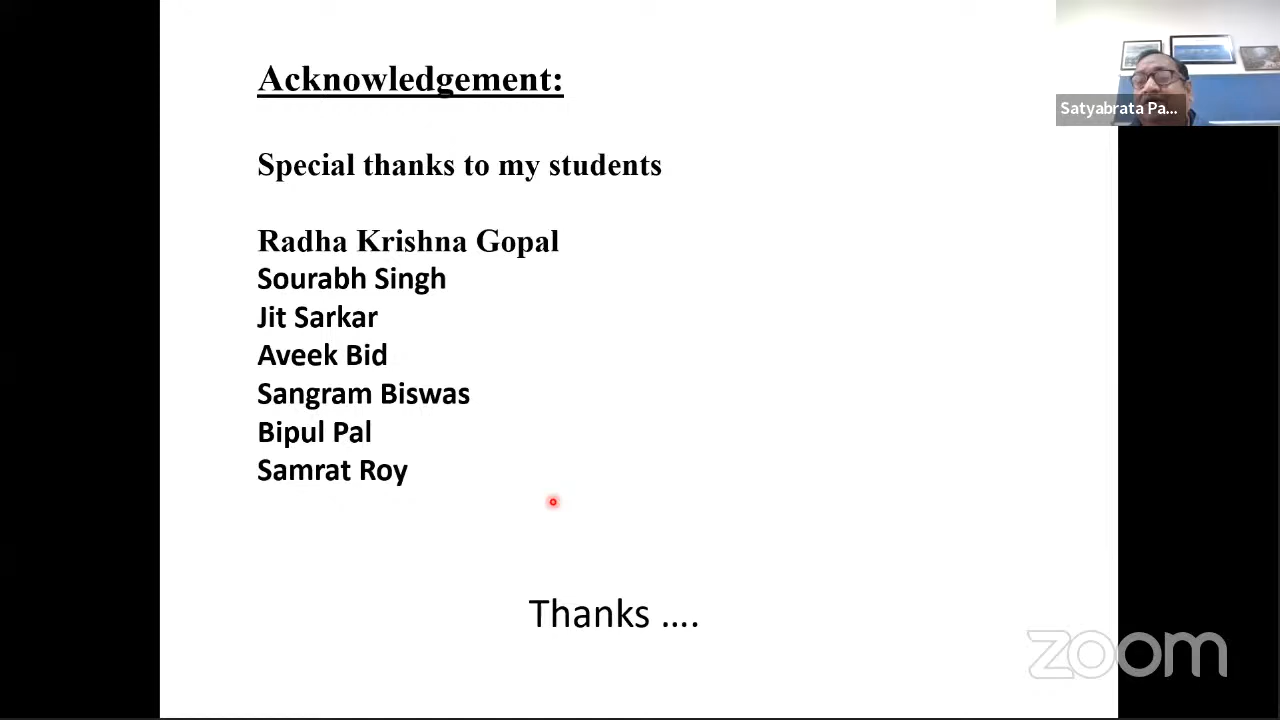 Acknowledgement:
Special thanks to my students
Radha Krishna Gopal
Sourabh Singh
Jit Sarkar
Aveek Bid
Sangram Biswas
Bipul Pal
Samrat Roy
Thanks ....
Satyabrata Pa...
zoom